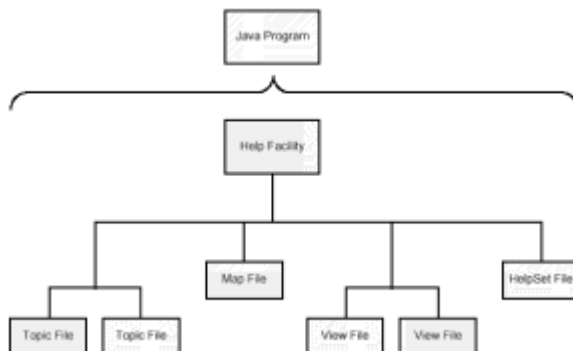 Java Program
Help Facility
Map File
HelpSet File
Topic File
Topic File
View File
View File